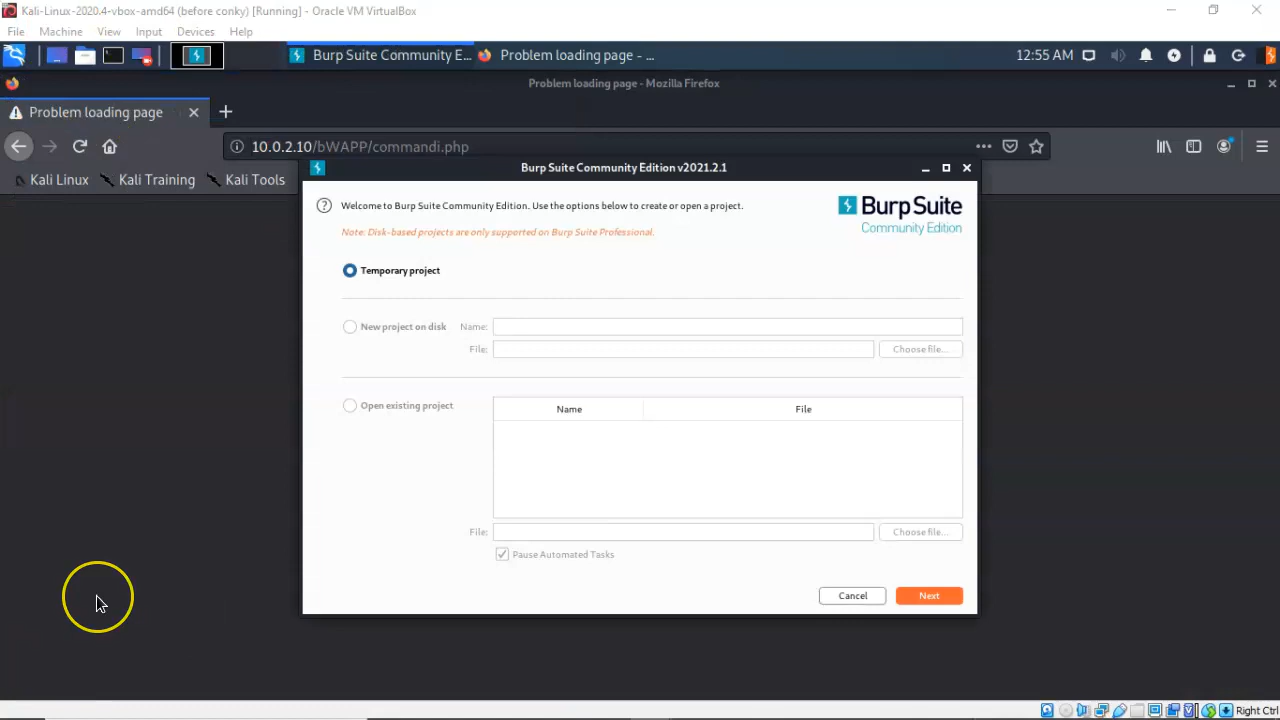 Kali-Linux-2020.4-vbox-amd64 (before conky) [Running] - Oracle VM VirtualBox
File Machine View Input Devices Help
Burp Suite Community E... Problem loading page - ... 12:55 AM
Problem loading page - Mozilla Firefox
Problem loading page
10.0.2.10/bWAPP/commandi.php
Burp Suite Community Edition v2021.2.1
Kali Linux Kali Training Kali Tools
Welcome to Burp Suite Community Edition. Use the options below to create or open a project.
Note: Disk-based projects are only supported on Burp Suite Professional.
Burp Suite
Community Edition
Temporary project
New project on disk Name:
File: Choose file...
Open existing project Name File
File: Choose file...
Pause Automated Tasks
Cancel Next
Right Ctrl